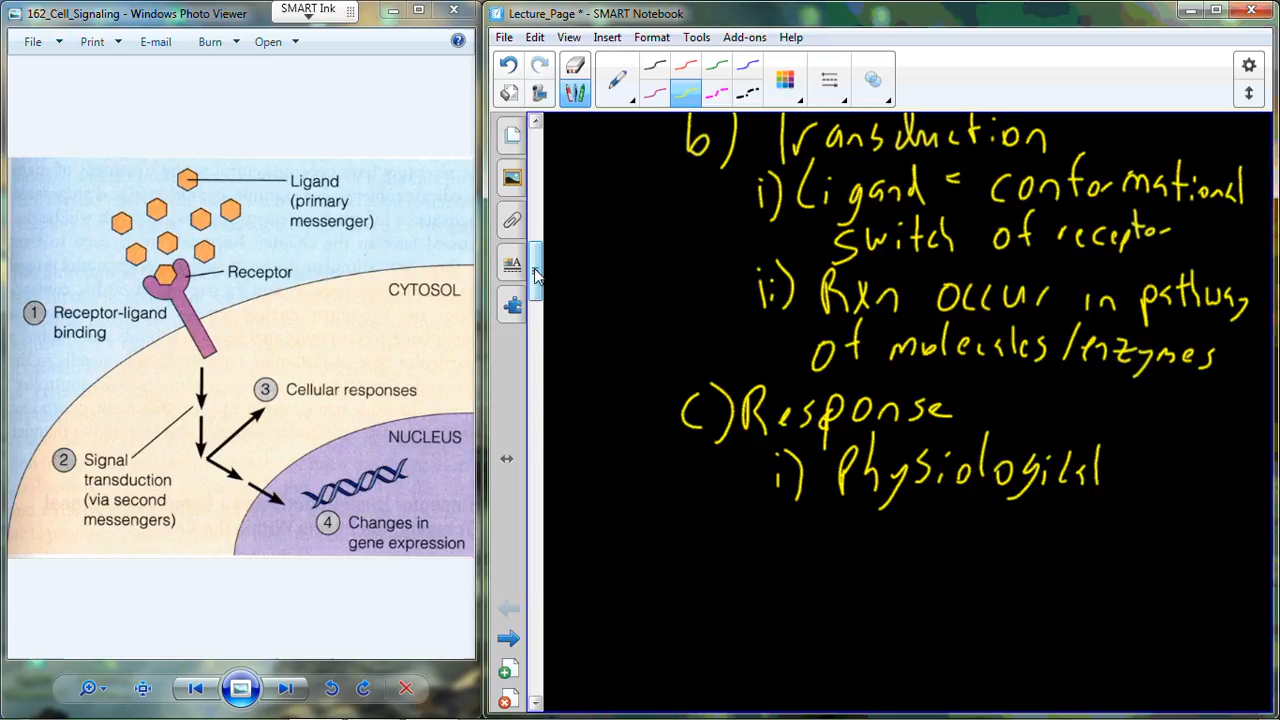 162_Cell_Signaling - Windows Photo Viewer
SMART Ink
File Print E-mail Burn Open
Ligand
(primary
messenger)
Receptor
CYTOSOL
1 Receptor-ligand
binding
3 Cellular responses
NUCLEUS
2 Signal
transduction
(via second
messengers)
4 Changes in
gene expression
Lecture_Page * - SMART Notebook
File Edit View Insert Format Tools Add-ons Help
b) Transduction
i) Ligand = conformational
switch of receptor
ii) Rxn occur in pathway
of molecules/enzymes
c) Response
i) Physiological